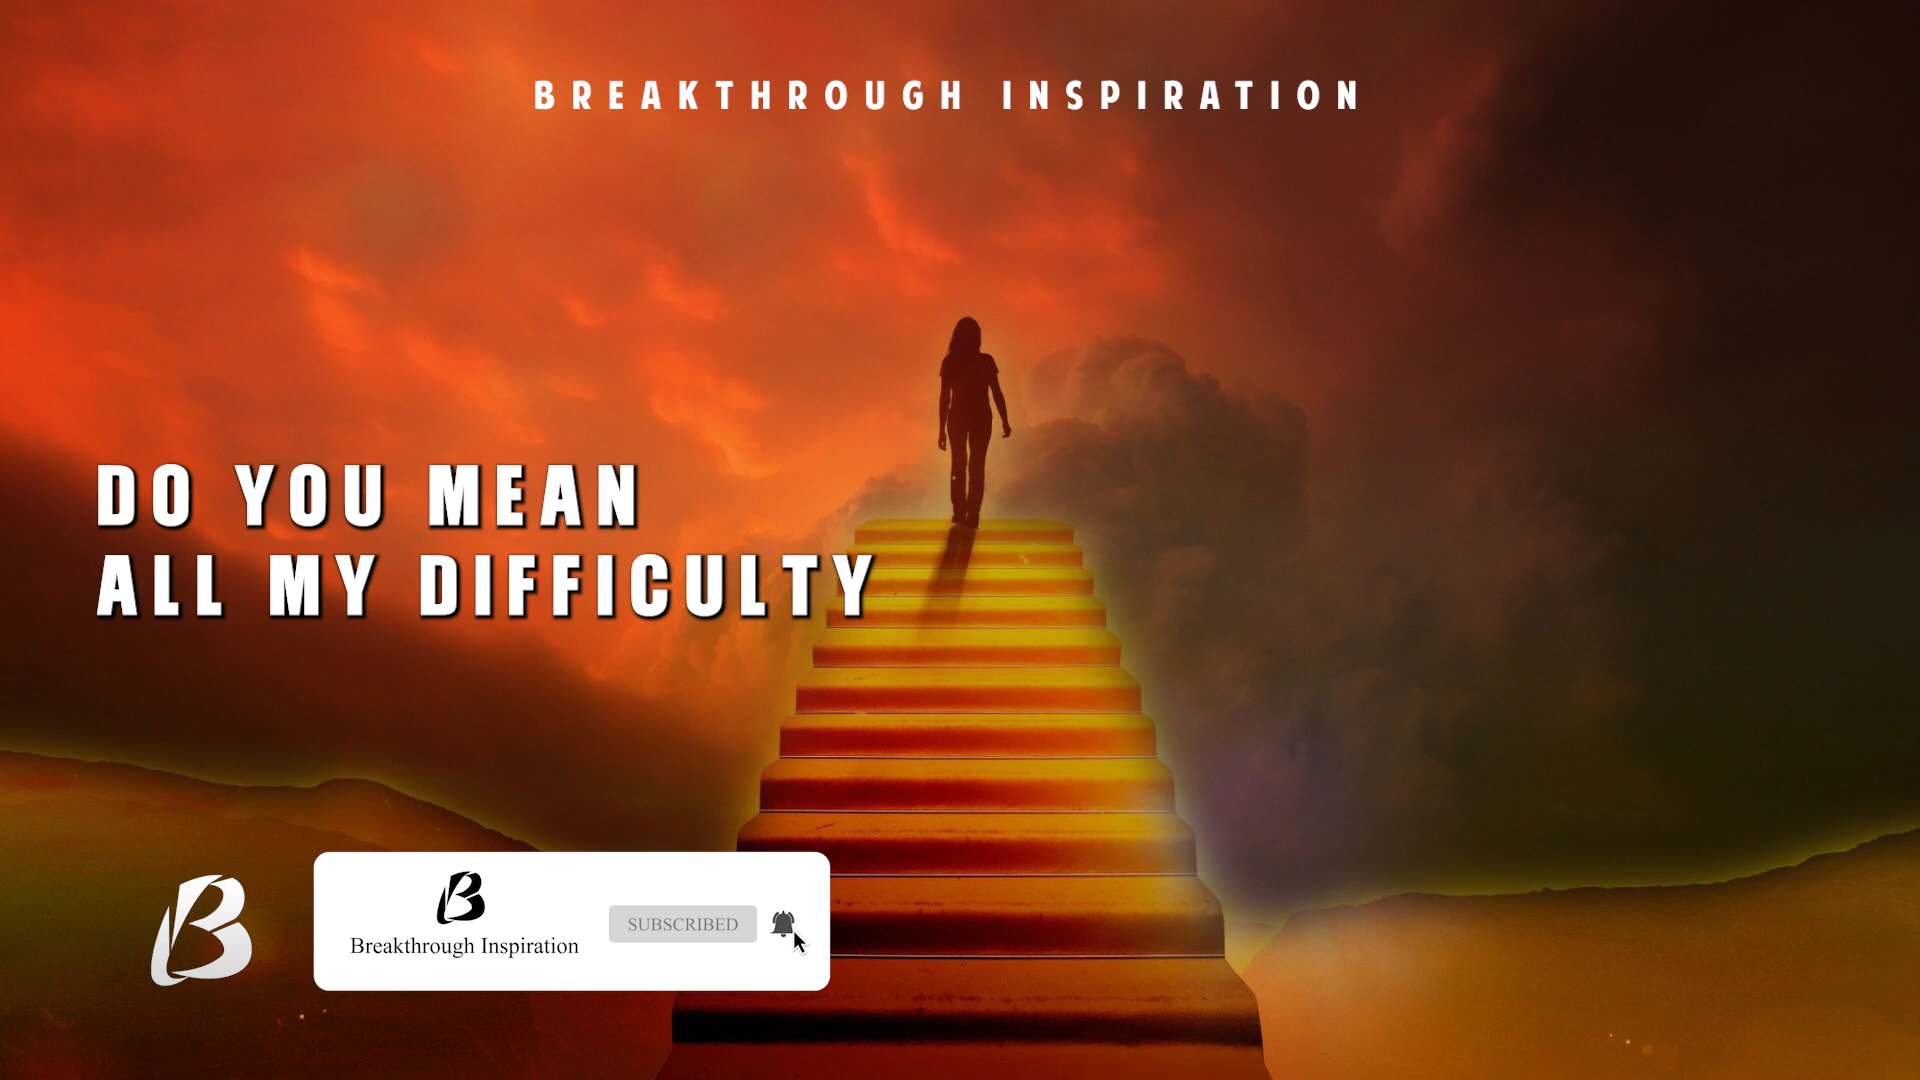 BREAKTHROUGH INSPIRATION
DO YOU MEAN
ALL MY DIFFICULTY
B
B
Breakthrough Inspiration
SUBSCRIBED